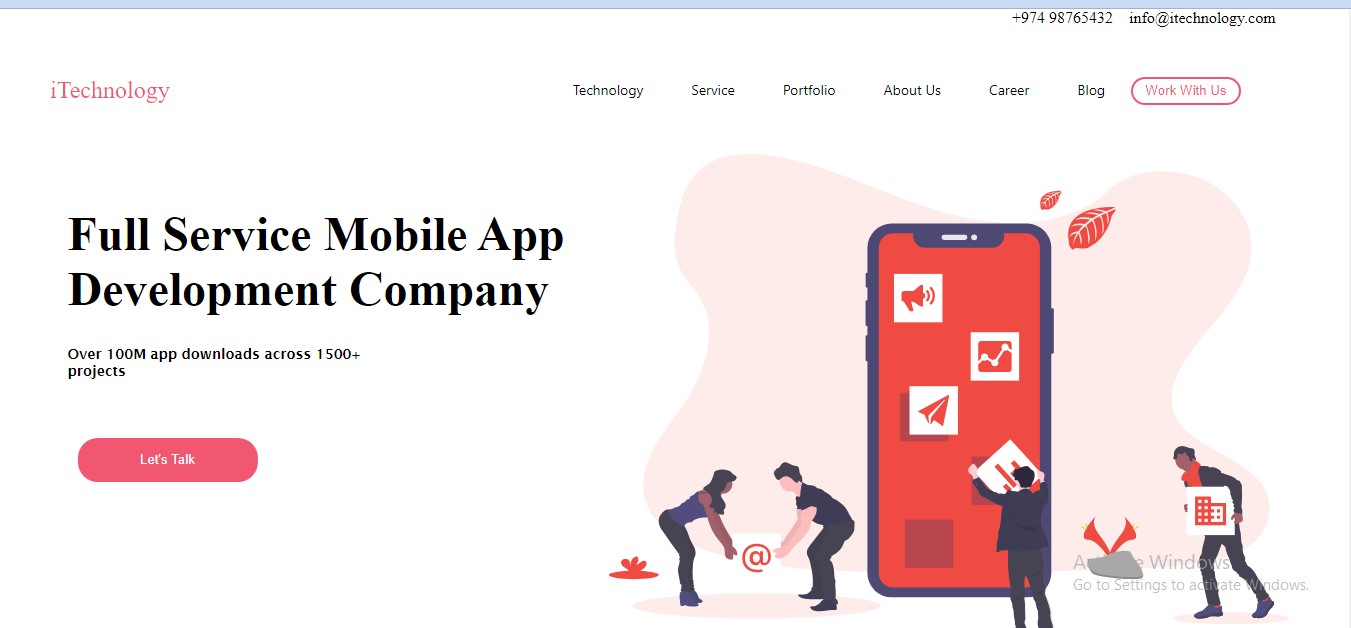 +974 98765432 info@itechnology.com
iTechnology
Technology Service Portfolio About Us Career Blog Work With Us
Full Service Mobile App
Development Company
Over 100M app downloads across 1500+
projects
Let's Talk
@
Activate Windows
Go to Settings to activate Windows.